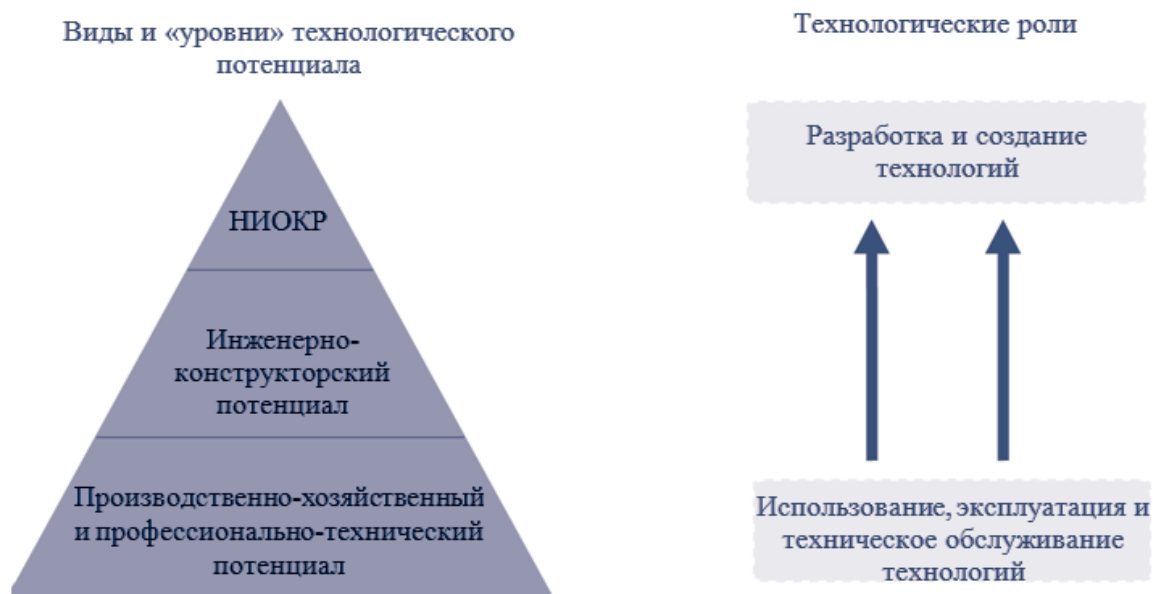 Виды и «уровни» технологического
потенциала
НИОКР
Инженерно-
конструкторский
потенциал
Производственно-хозяйственный
и профессионально-технический
потенциал
Технологические роли
Разработка и создание
технологий
Использование, эксплуатация и
техническое обслуживание
технологий